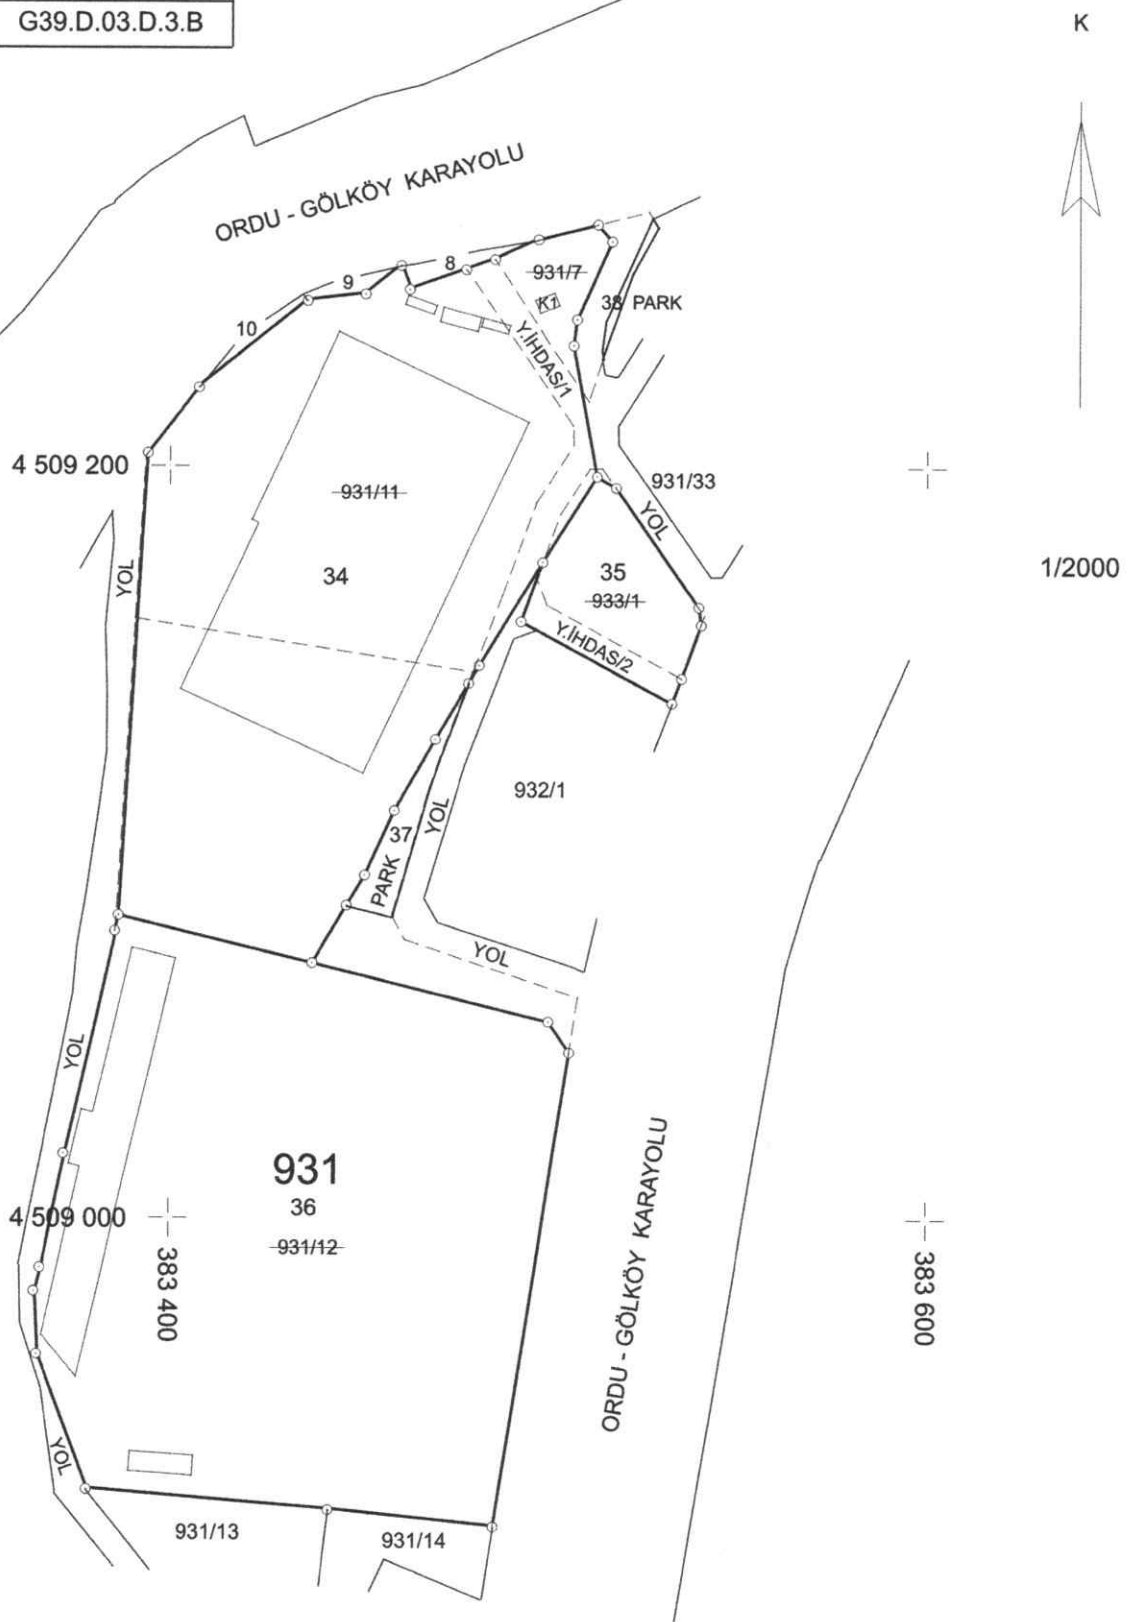 G39.D.03.D.3.B
K
ORDU - GÖLKÖY KARAYOLU
8
931/7
9
K1
38 PARK
10
Y.İHDAS/1
4 509 200
931/11
931/33
YOL
1/2000
YOL
34
35
933/1
Y.İHDAS/2
932/1
YOL
37
PARK
YOL
YOL
931
36
931/12
ORDU - GÖLKÖY KARAYOLU
4 509 000
383 400
383 600
YOL
931/13
931/14